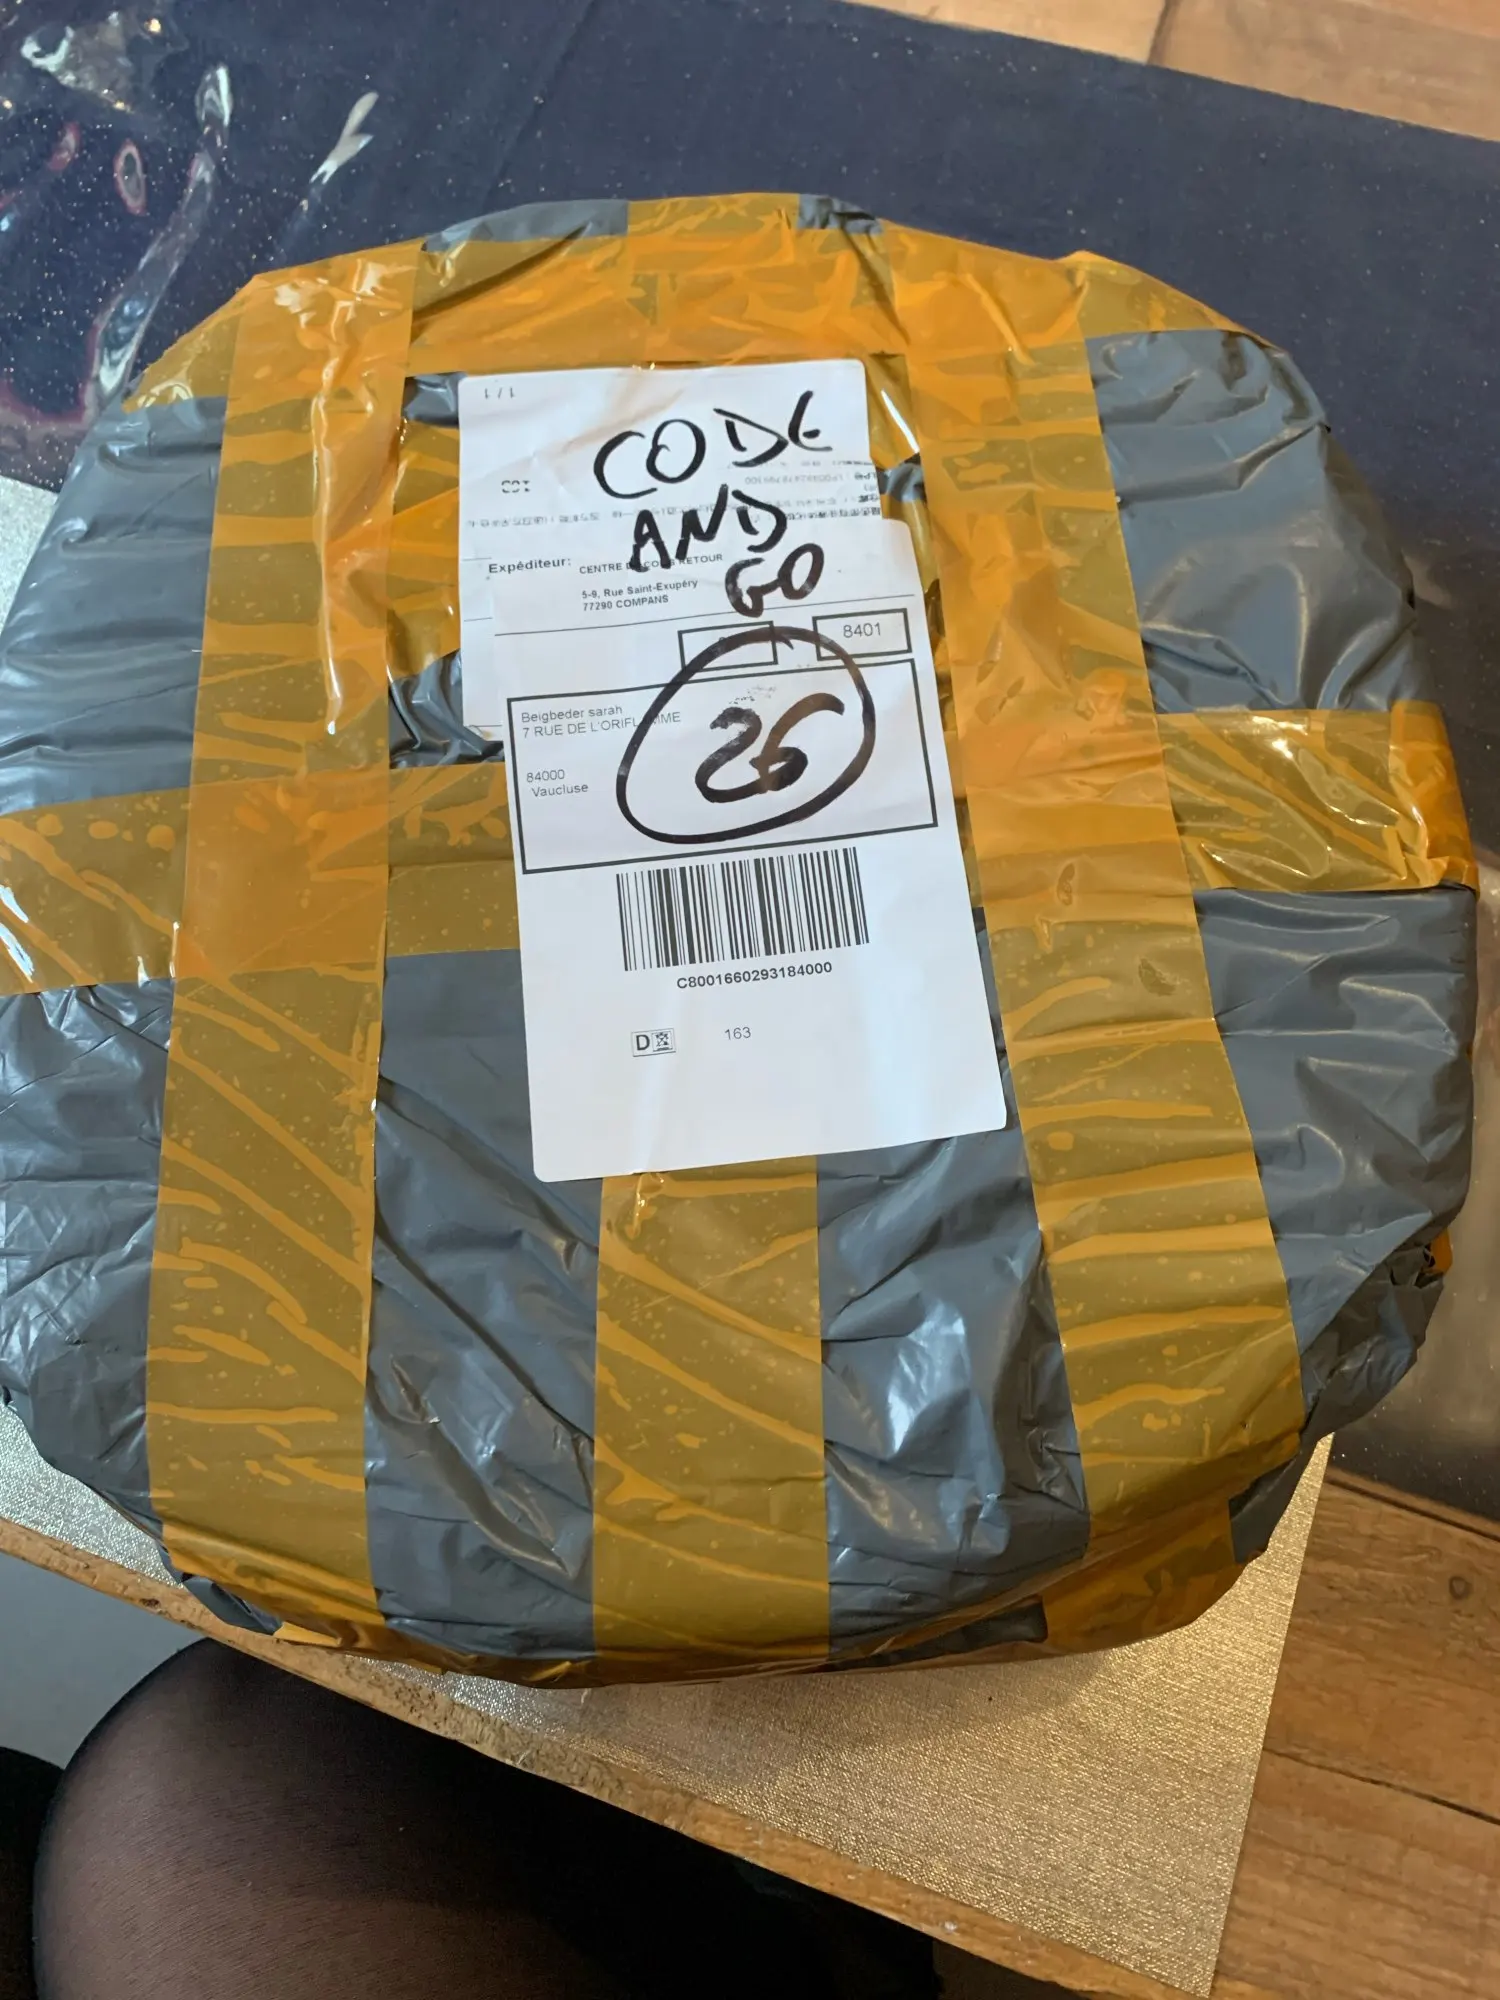 1/1
CODE
AND
GO
163
Expéditeur: CENTRE COLIS RETOUR
5-9, Rue Saint-Exupéry
77290 COMPANS
8401
26
Beigbeder sarah
7 RUE DE L'ORIFLAMME
84000
Vaucluse
C8001660293184000
D 163